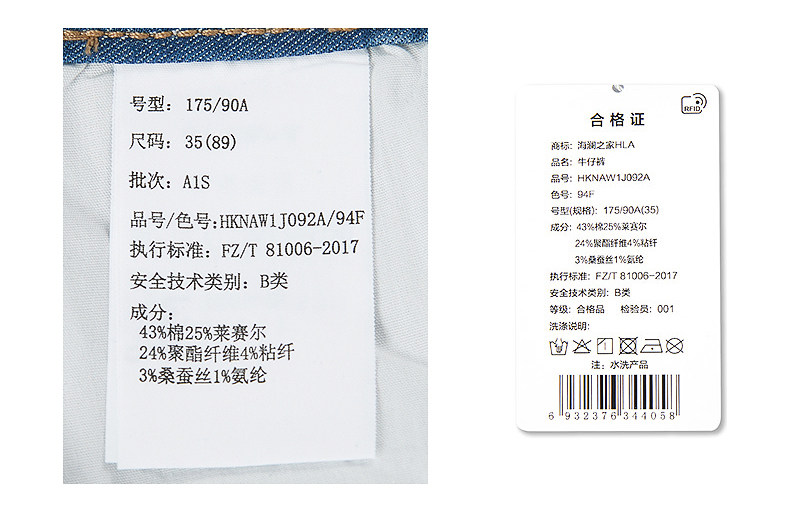 号型: 175/90A
尺码: 35(89)
批次: A1S
品号/色号:HKNAW1J092A/94F
执行标准: FZ/T 81006-2017
安全技术类别: B类
成分:
43%棉25%莱赛尔
24%聚酯纤维4%粘纤
3%桑蚕丝1%氨纶
RFID
合格证
商标: 海澜之家HLA
品名: 牛仔裤
品号: HKNAW1J092A
色号: 94F
号型(规格): 175/90A(35)
成分: 43%棉25%莱赛尔
24%聚酯纤维4%粘纤
3%桑蚕丝1%氨纶
执行标准: FZ/T 81006-2017
安全技术类别: B类
等级: 合格品 检验员: 001
洗涤说明:
注: 水洗产品
6 932376 344058